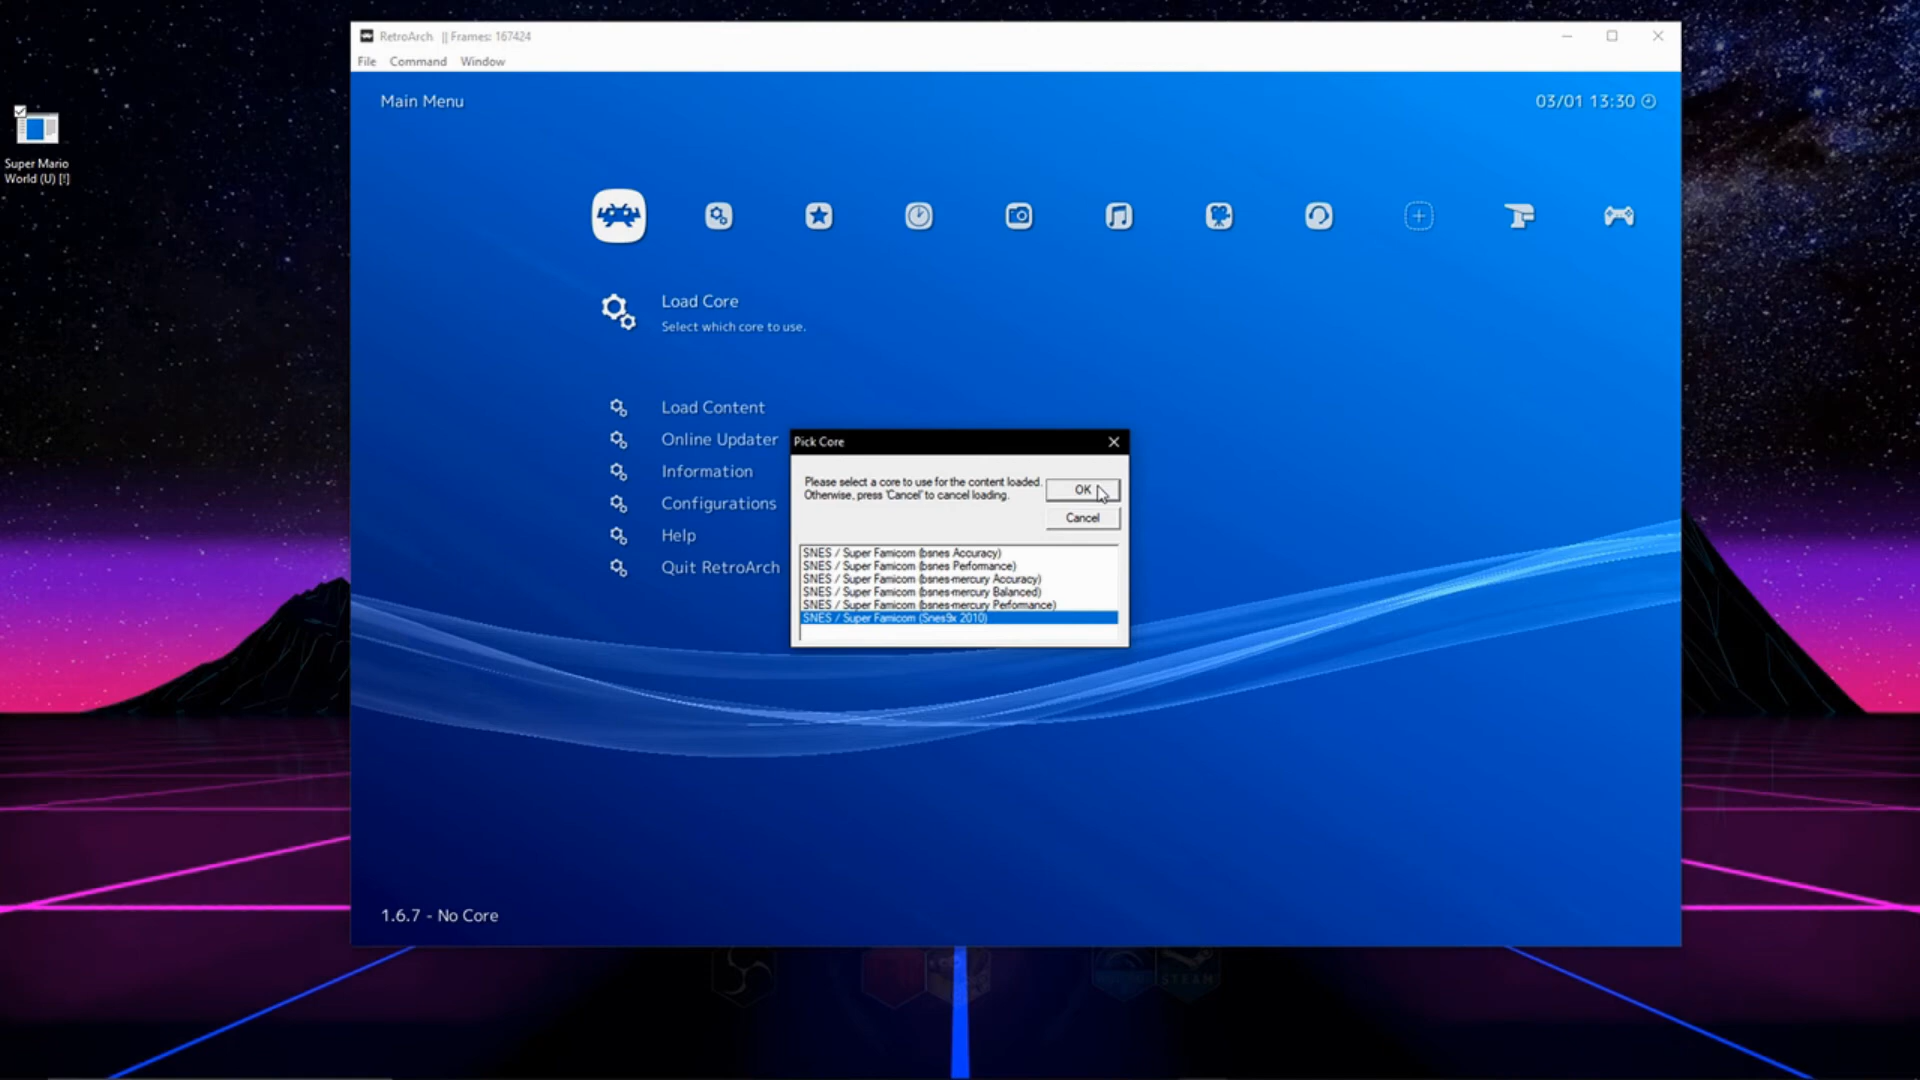 RetroArch || Frames: 167424
File Command Window
Main Menu
03/01 13:30
Super Mario
World (U) [!]
Load Core
Select which core to use.
Load Content
Online Updater
Information
Configurations
Help
Quit RetroArch
Pick Core
Please select a core to use for the content loaded.
Otherwise, press 'Cancel' to cancel loading.
OK
Cancel
SNES / Super Famicom (bsnes Accuracy)
SNES / Super Famicom (bsnes Performance)
SNES / Super Famicom (bsnes-mercury Accuracy)
SNES / Super Famicom (bsnes-mercury Balanced)
SNES / Super Famicom (bsnes-mercury Performance)
SNES / Super Famicom (Snes9x 2010)
1.6.7 - No Core
STEAM